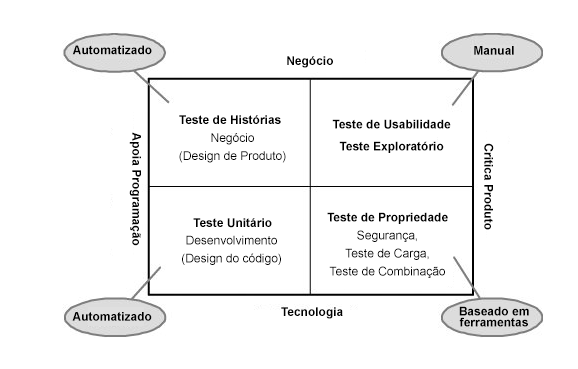 Automatizado
Negócio
Manual
Teste de Histórias
Negócio
(Design de Produto)
Teste de Usabilidade
Teste Exploratório
Apoia Programação
Critica Produto
Teste Unitário
Desenvolvimento
(Design do código)
Teste de Propriedade
Segurança,
Teste de Carga,
Teste de Combinação
Automatizado
Tecnologia
Baseado em
ferramentas